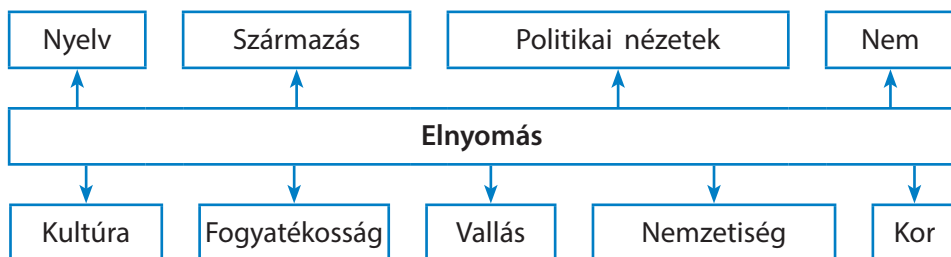 Nyelv Származás Politikai nézetek Nem
Elnyomás
Kultúra Fogyatékosság Vallás Nemzetiség Kor